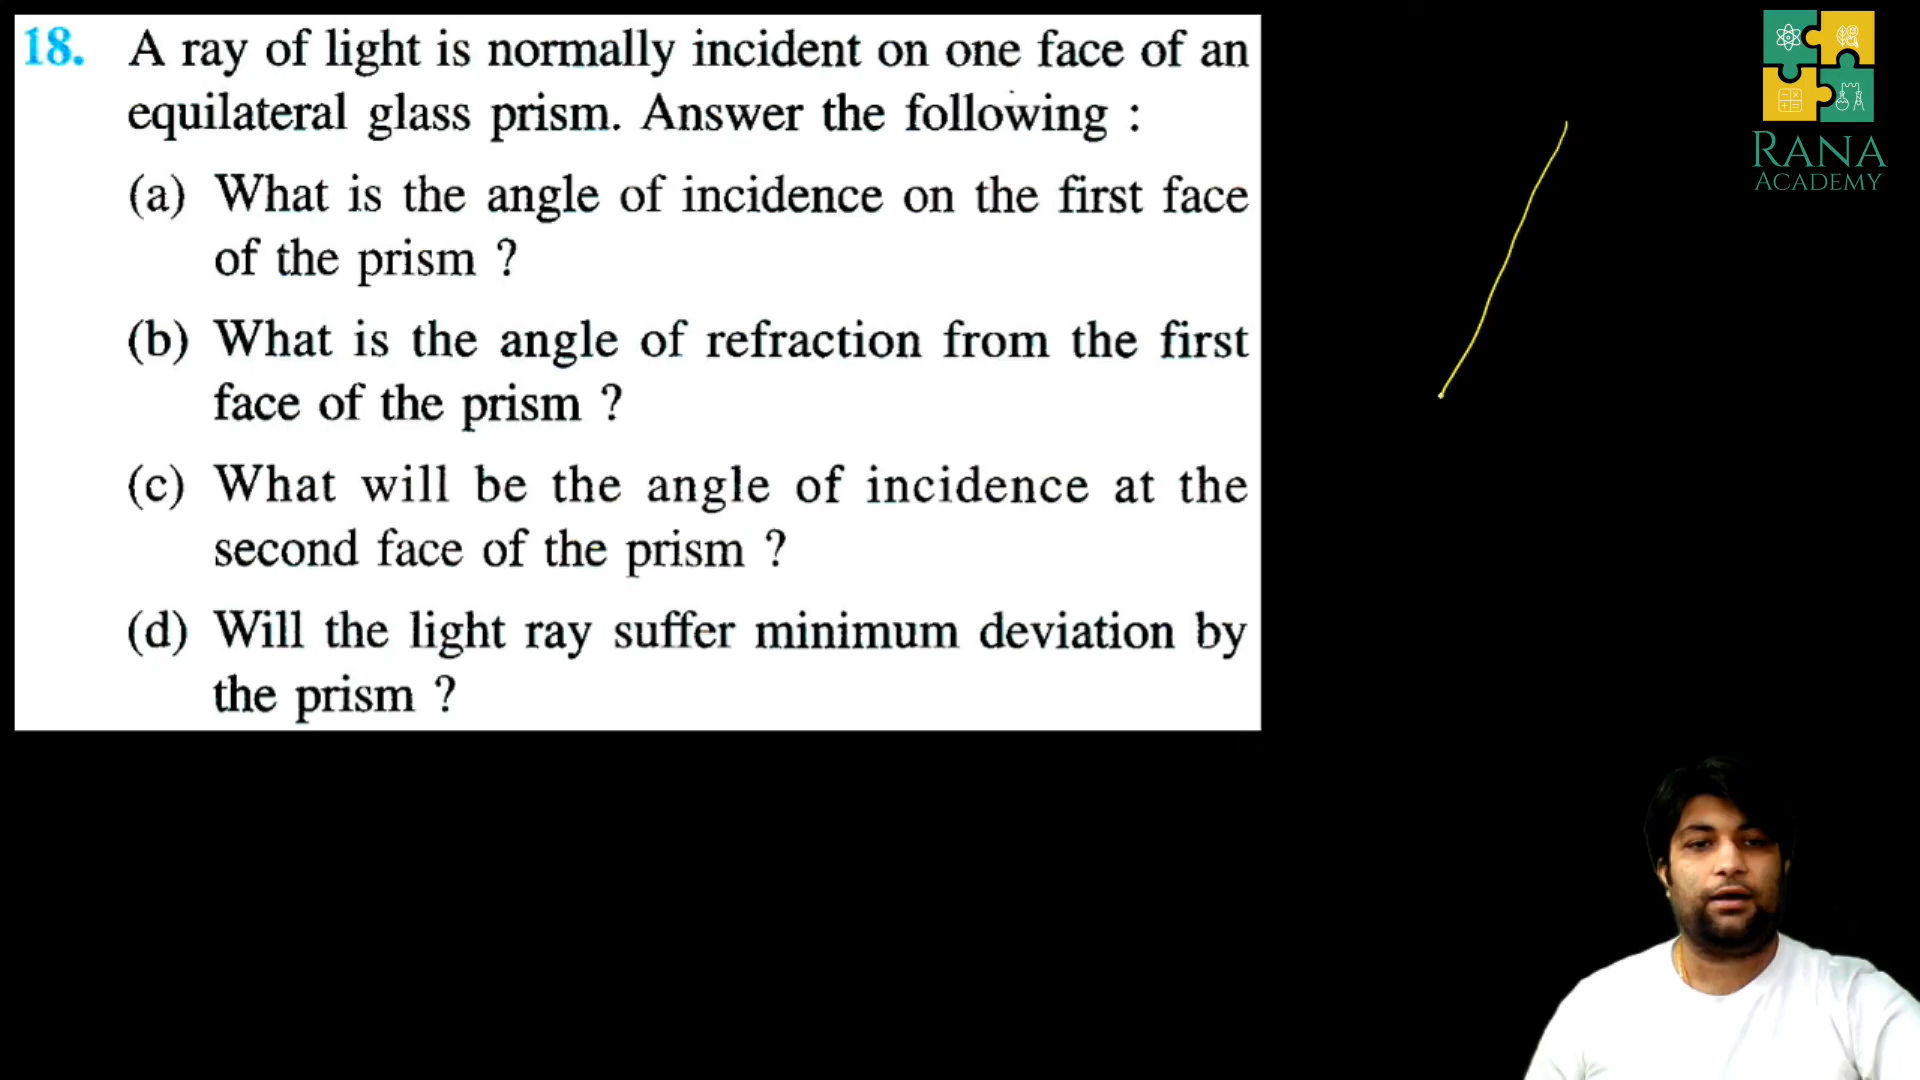 18. A ray of light is normally incident on one face of an
equilateral glass prism. Answer the following :
(a) What is the angle of incidence on the first face
of the prism ?
(b) What is the angle of refraction from the first
face of the prism ?
(c) What will be the angle of incidence at the
second face of the prism ?
(d) Will the light ray suffer minimum deviation by
the prism ?
RANA
ACADEMY